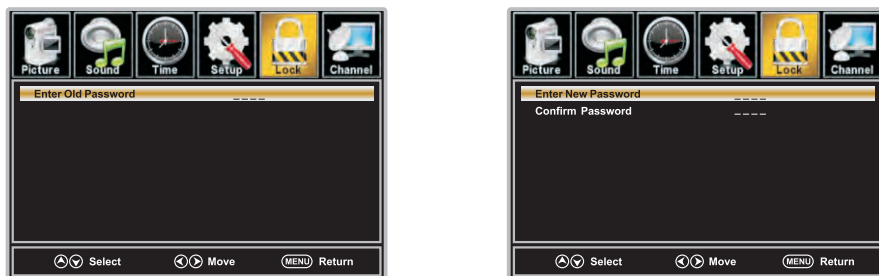 Picture Sound Time Setup Lock Channel
Enter Old Password _ _ _ _
Select Move MENU Return
Picture Sound Time Setup Lock Channel
Enter New Password _ _ _ _
Confirm Password _ _ _ _
Select Move MENU Return